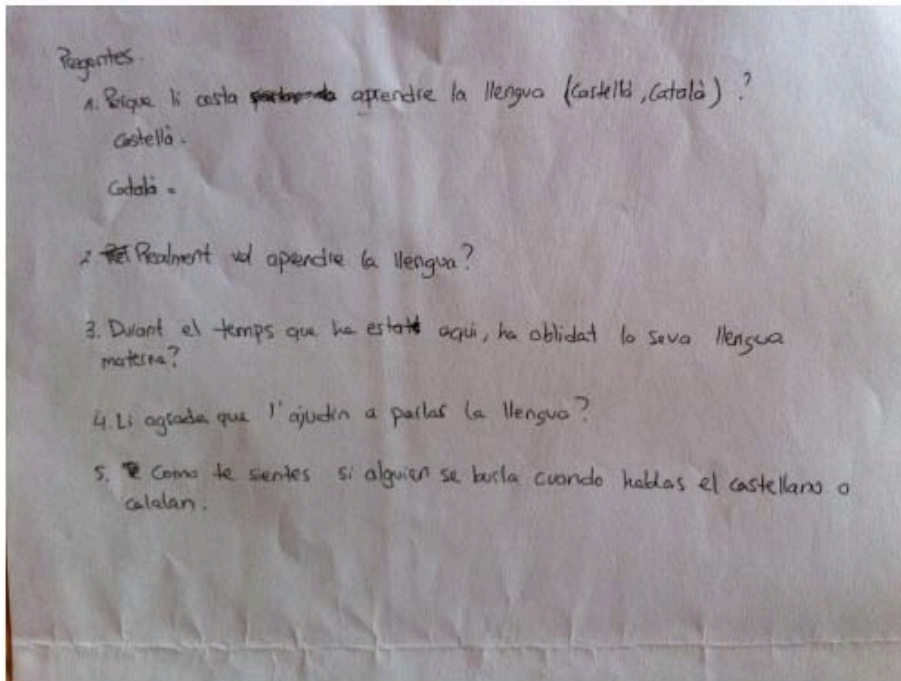 Pregontes.
1. Perque li costa aprendre la llengua (Castellà, Català) ?
Castellà.
Català =
2. Realment vol aprendre la llengua?
3. Durant el temps que ha estat aqui, ha oblidat la seva llengua
materna?
4. Li agrada que l'ajudin a parlar la llengua?
5. Como te sientes si alguien se burla cuando hablas el castellano o
catalan.